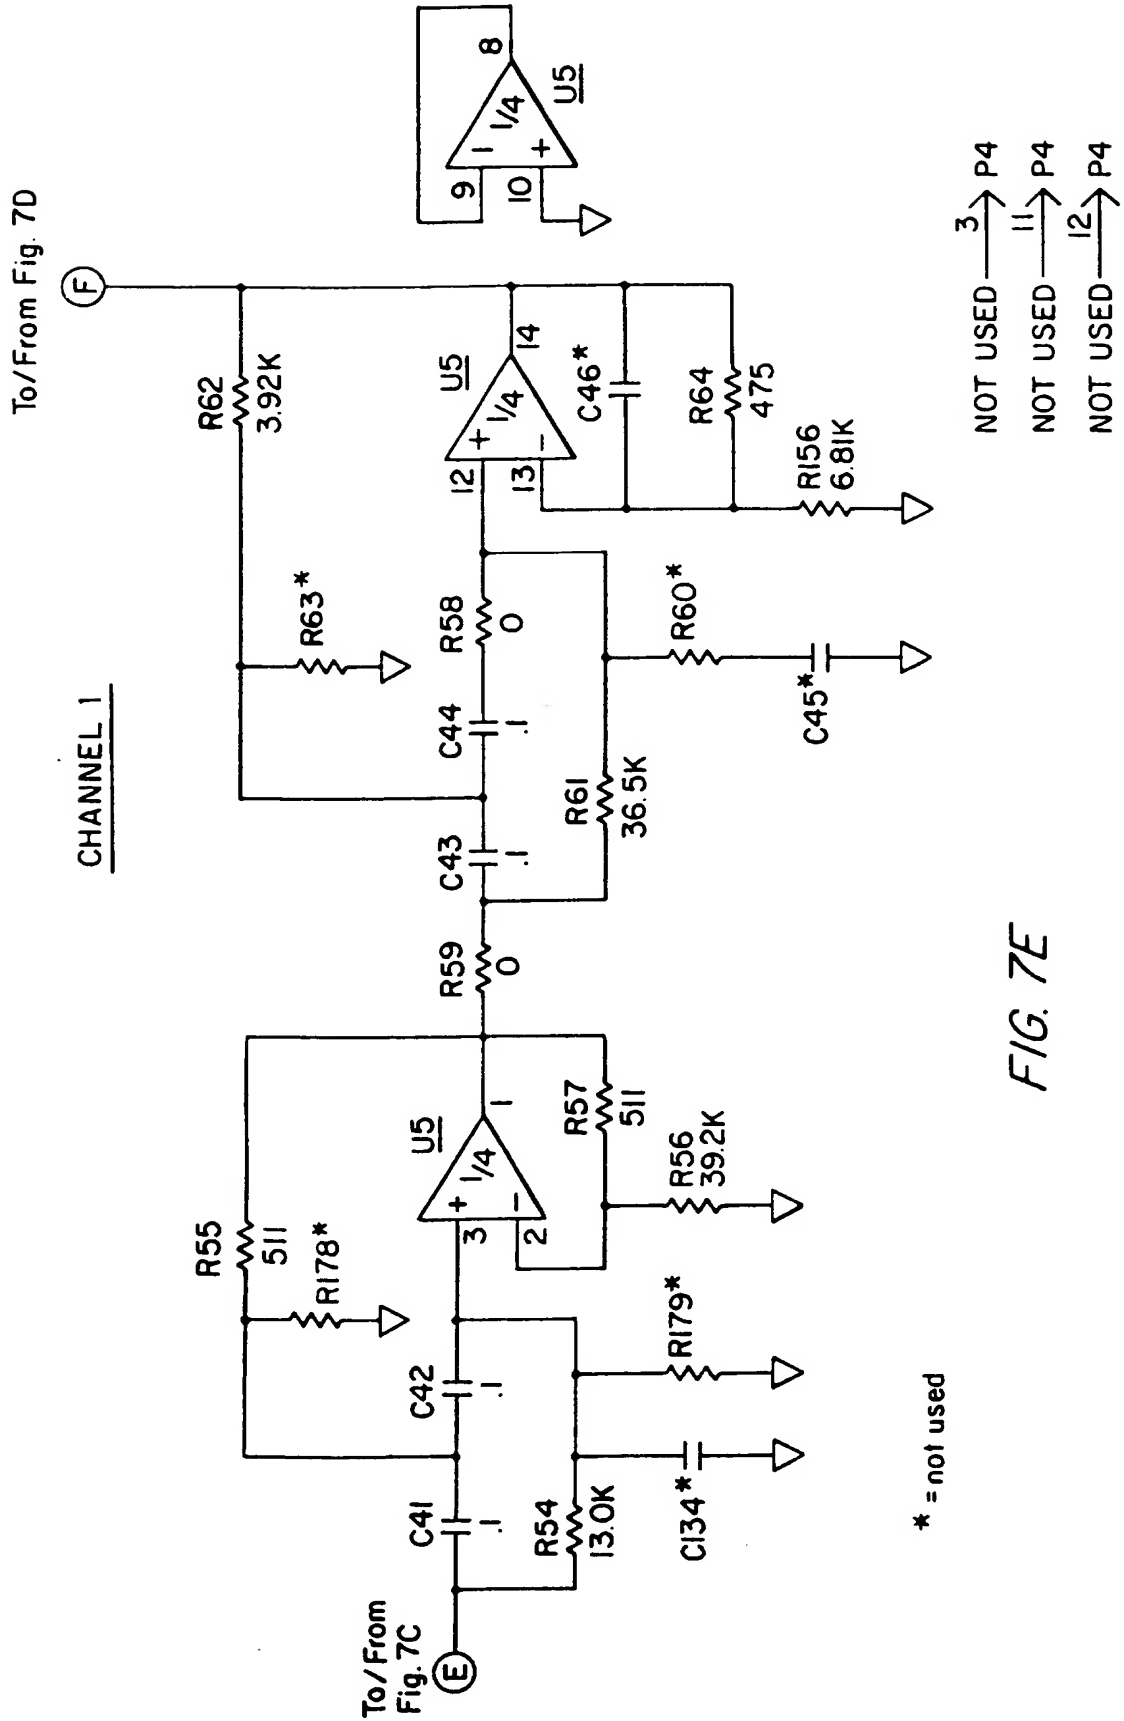 CHANNEL 1
To/From Fig. 7D
F
R62
3.92K
R63*
R55
511
R178*
To/From
Fig. 7C
E
C41
.1
C42
.1
R54
13.0K
C134*
R179*
3
2
+
-
1/4
U5
1
R57
511
R56
39.2K
R59
0
C43
.1
C44
.1
R58
0
R61
36.5K
R60*
C45*
12
13
+
-
1/4
U5
14
C46*
R64
475
R156
6.81K
9
10
-
+
1/4
8
U5
NOT USED 3 P4
NOT USED 11 P4
NOT USED 12 P4
* = not used
FIG. 7E